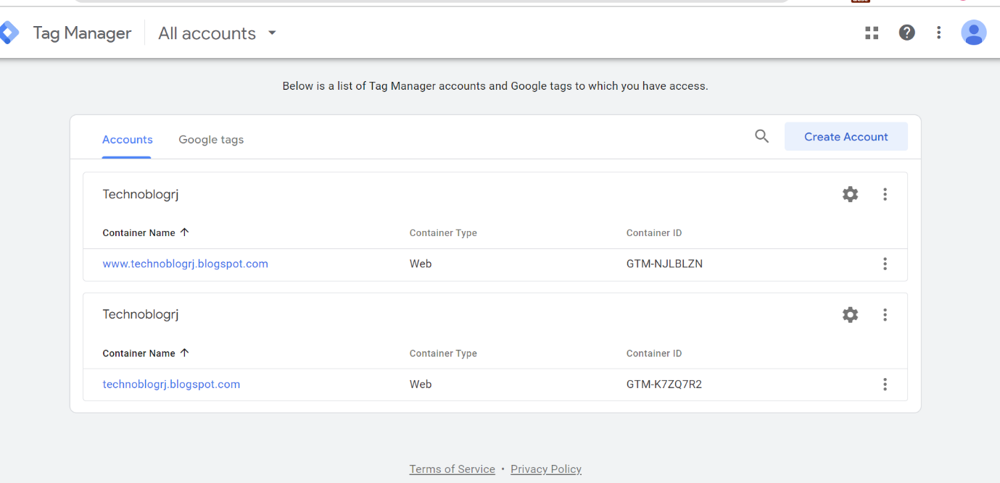 Tag Manager All accounts
Below is a list of Tag Manager accounts and Google tags to which you have access.
Accounts Google tags Create Account
Technoblogrj
Container Name Container Type Container ID
www.technoblogrj.blogspot.com Web GTM-NJLBLZN
Technoblogrj
Container Name Container Type Container ID
technoblogrj.blogspot.com Web GTM-K7ZQ7R2
Terms of Service • Privacy Policy